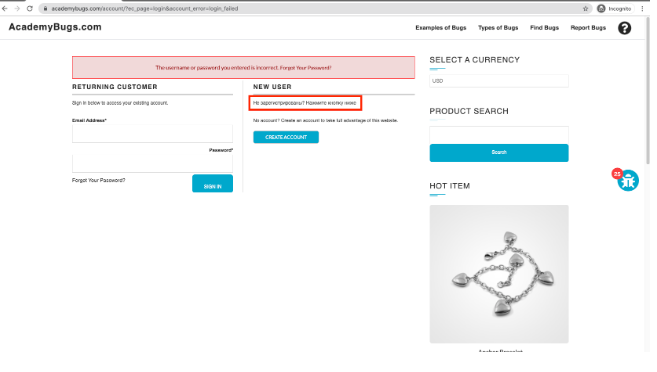 academybugs.com/account/?ec_page=login&account_error=login_failed
Incognito
AcademyBugs.com
Examples of Bugs
Types of Bugs
Find Bugs
Report Bugs
?
The username or password you entered is incorrect. Forgot Your Password?
RETURNING CUSTOMER
Sign in below to access your existing account.
Email Address*
Password*
Forgot Your Password?
SIGN IN
NEW USER
Не зарегистрированы? Нажмите кнопку ниже
No account? Create an account to take full advantage of this website.
CREATE ACCOUNT
SELECT A CURRENCY
USD
PRODUCT SEARCH
Search
25
HOT ITEM